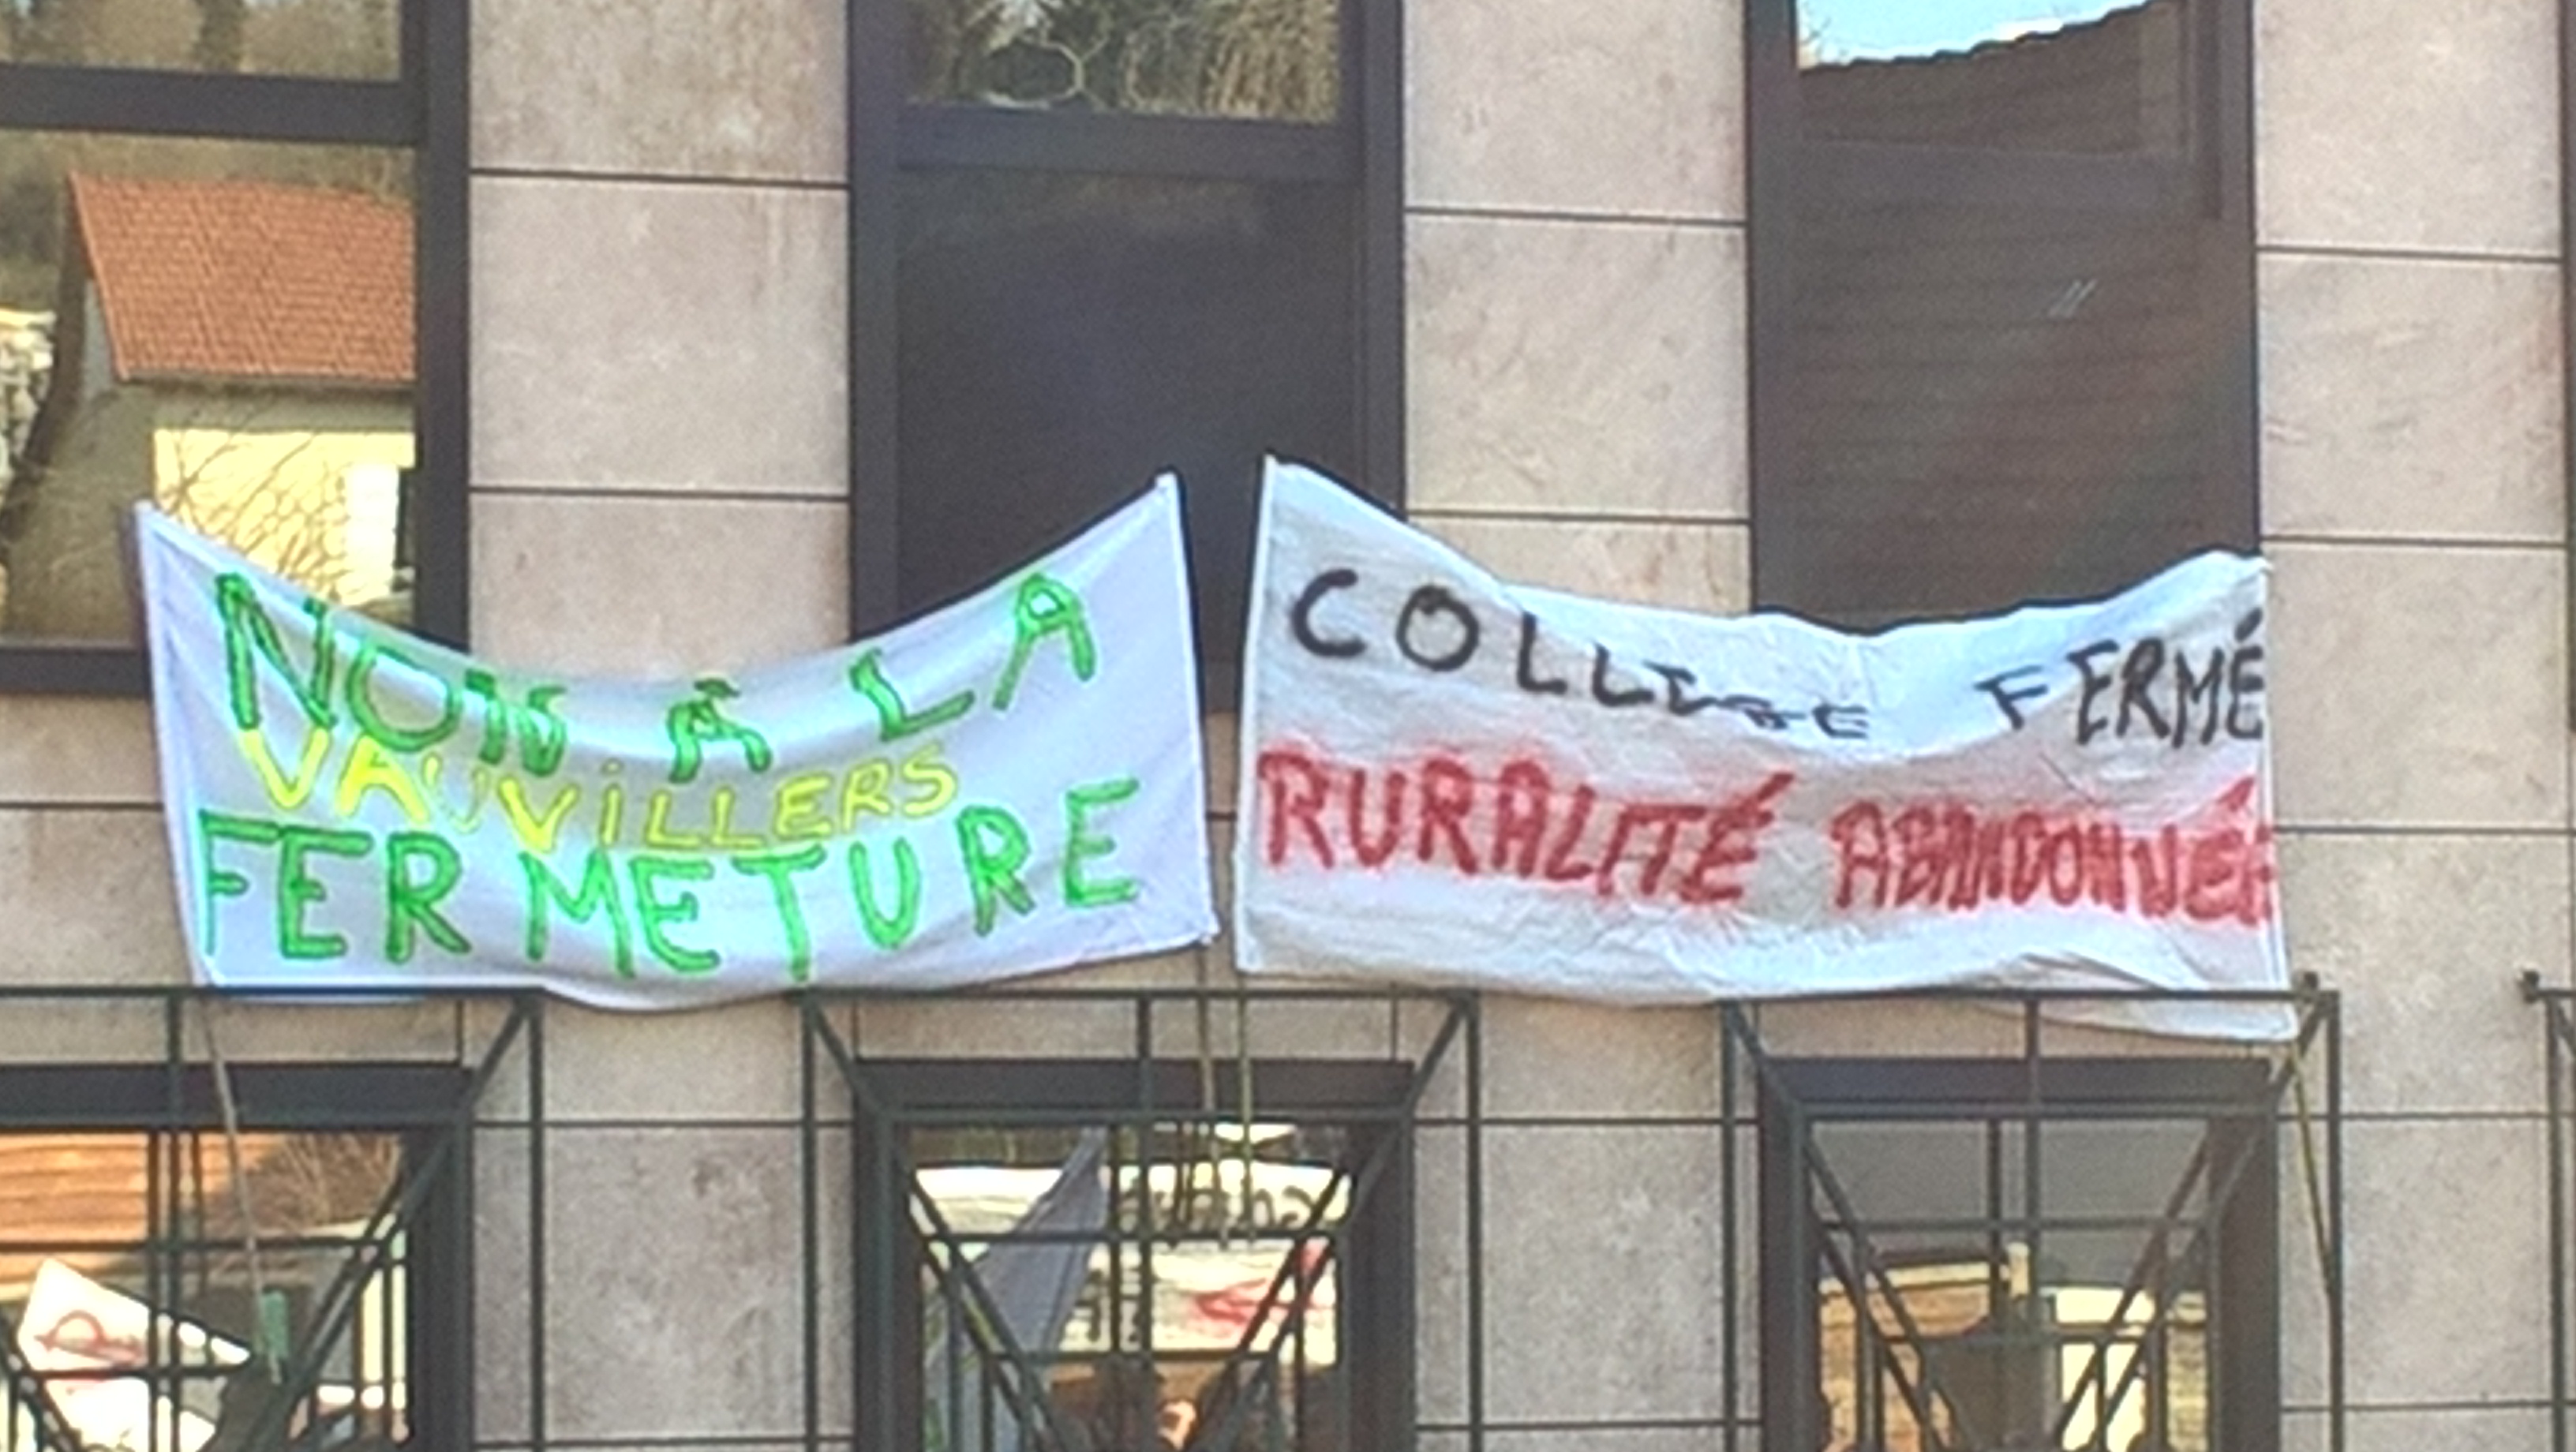 NON À LA
VAUVILLERS
FERMETURE
COLLEGE FERMÉ
RURALITÉ ABANDONNÉE